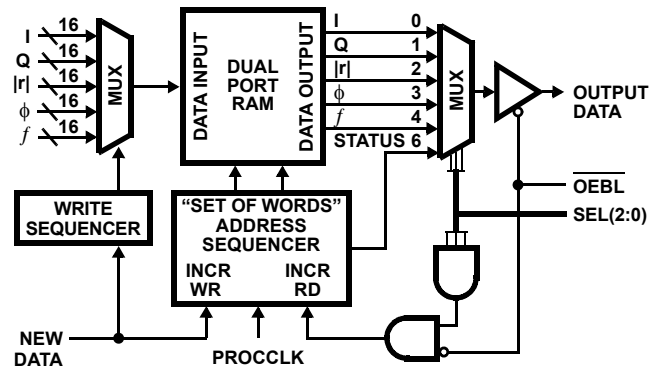 I 16
Q 16
|r| 16
ϕ 16
f 16
MUX
DATA INPUT
DUAL
PORT
RAM
DATA OUTPUT
I 0
Q 1
|r| 2
ϕ 3
f 4
STATUS 6
MUX
OUTPUT
DATA
OEBL
SEL(2:0)
WRITE
SEQUENCER
“SET OF WORDS”
ADDRESS
SEQUENCER
INCR
WR
INCR
RD
NEW
DATA
PROCCLK